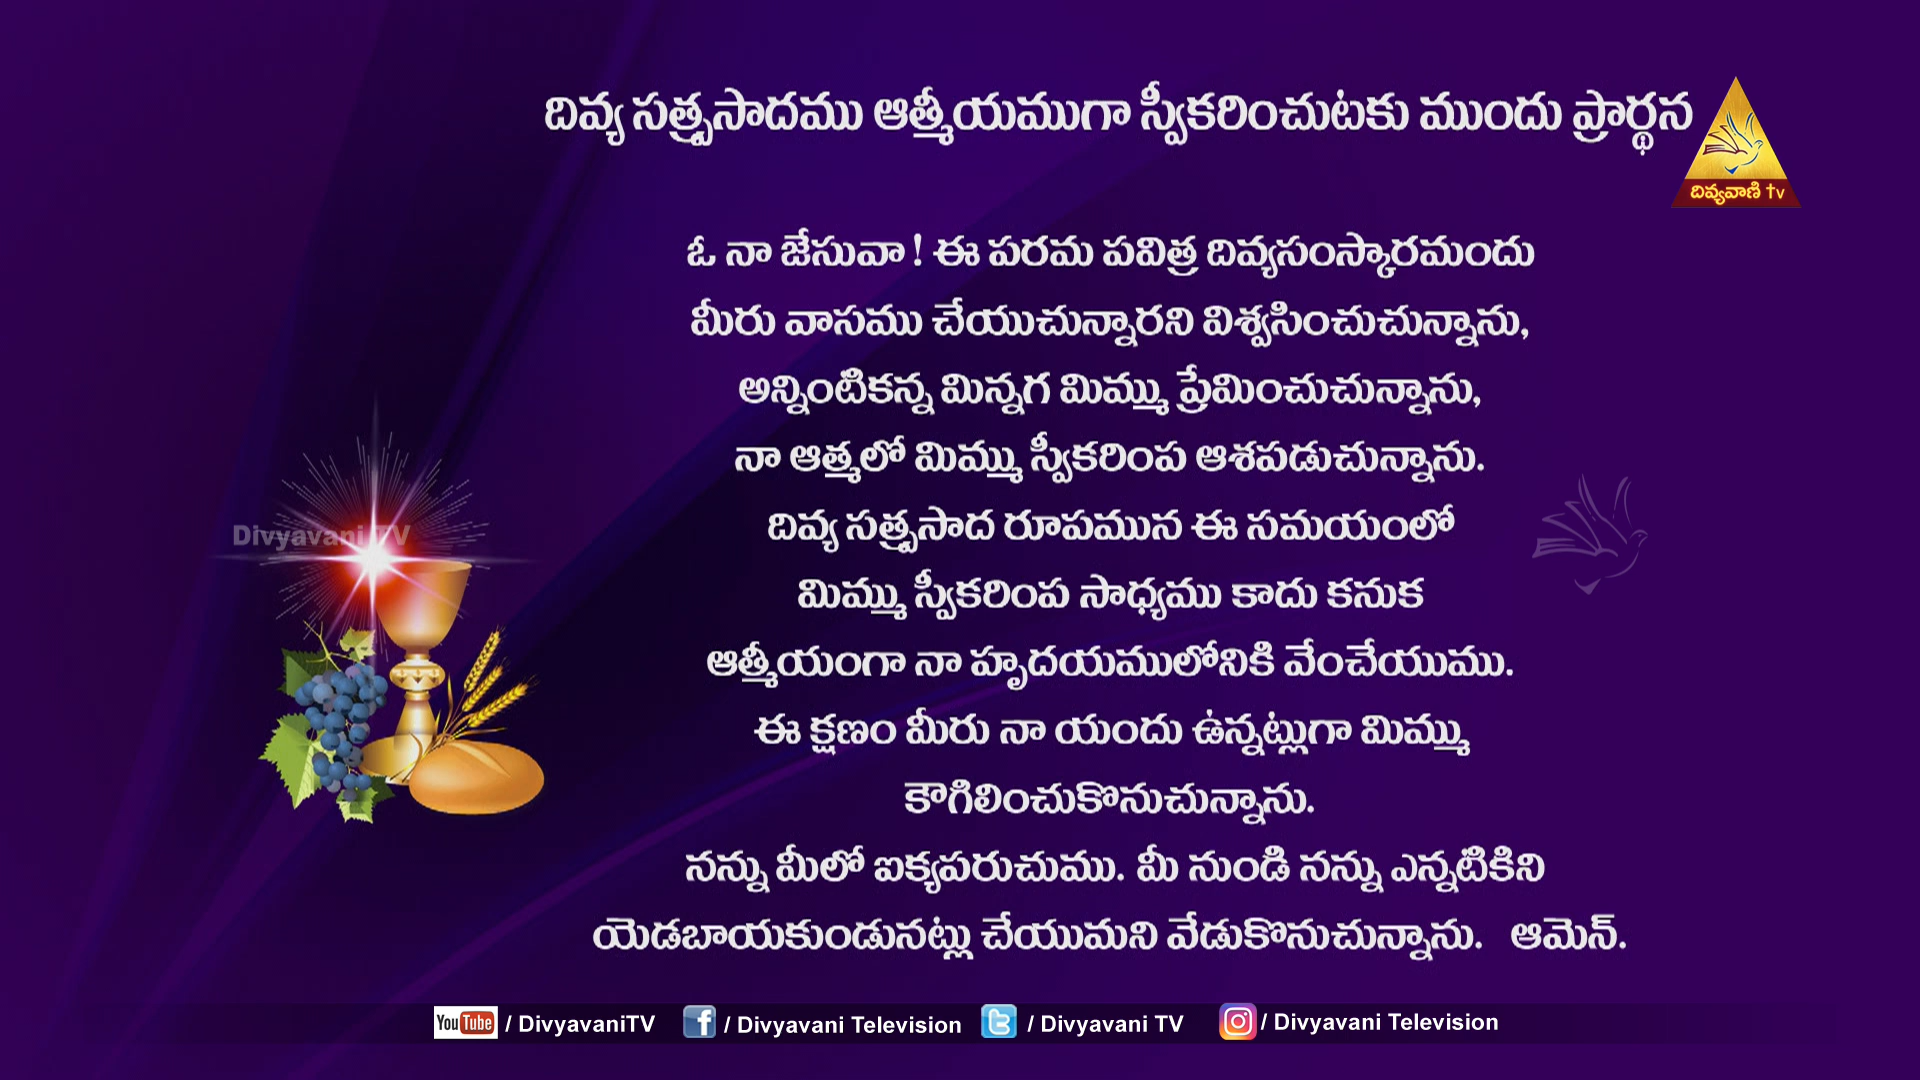 దివ్య సత్ప్రసాదము ఆత్మీయముగా స్వీకరించుటకు ముందు ప్రార్థన
దివ్యవాణి tv
ఓ నా జేసువా! ఈ పరమ పవిత్ర దివ్యసంస్కారమందు
మీరు వాసము చేయుచున్నారని విశ్వసించుచున్నాను,
అన్నింటికన్న మిన్నగ మిమ్ము ప్రేమించుచున్నాను,
నా ఆత్మలో మిమ్ము స్వీకరింప ఆశపడుచున్నాను.
దివ్య సత్ప్రసాద రూపమున ఈ సమయంలో
Divyavani TV
మిమ్ము స్వీకరింప సాధ్యము కాదు కనుక
ఆత్మీయంగా నా హృదయములోనికి వేంచేయుము.
ఈ క్షణం మీరు నా యందు ఉన్నట్లుగా మిమ్ము
కౌగిలించుకొనుచున్నాను.
నన్ను మీలో ఐక్యపరుచుము. మీ నుండి నన్ను ఎన్నటికిని
యెడబాయకుండునట్లు చేయుమని వేడుకొనుచున్నాను. ఆమెన్.
YouTube / DivyavaniTV f / Divyavani Television / Divyavani TV / Divyavani Television